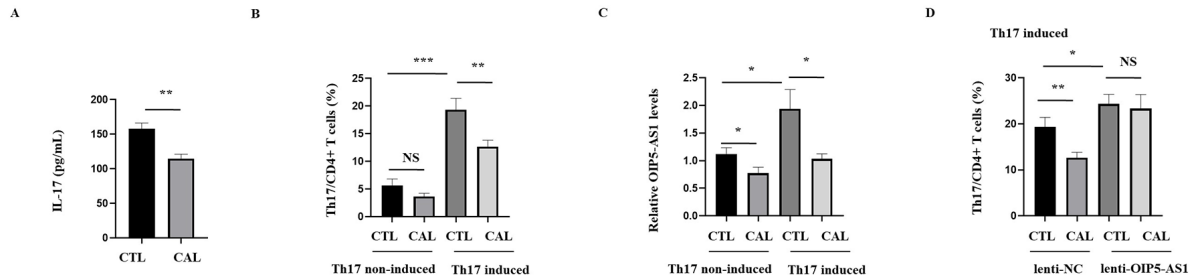 A
IL-17 (pg/mL)
200
150
100
50
0
**
CTL
CAL
B
Th17/CD4+ T cells (%)
25
20
15
10
5
0
***
**
NS
CTL
CAL
CTL
CAL
Th17 non-induced
Th17 induced
C
Relative OIP5-AS1 levels
2.5
2.0
1.5
1.0
0.5
0.0
*
*
*
CTL
CAL
CTL
CAL
Th17 non-induced
Th17 induced
D
Th17 induced
Th17/CD4+ T cells (%)
30
20
10
0
*
NS
**
CTL
CAL
CTL
CAL
lenti-NC
lenti-OIP5-AS1